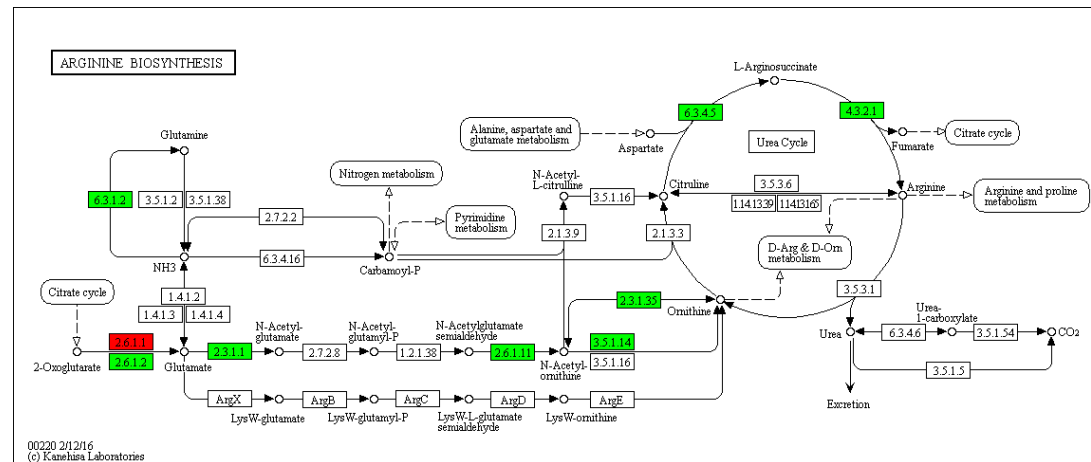 ARGININE BIOSYNTHESIS
L-Arginosuccinate
6.3.4.5
4.3.2.1
Glutamine
Alanine, aspartate and
glutamate metabolism
Aspartate
Urea Cycle
Fumarate
Citrate cycle
Nitrogen metabolism
N-Acetyl-
L-citrulline
Citruline
3.5.3.6
Arginine
6.3.1.2
3.5.1.2
3.5.1.38
3.5.1.16
1.14.13.39
1.14.13.165
Arginine and proline
metabolism
2.7.2.2
Pyrimidine
metabolism
2.1.3.9
2.1.3.3
D-Arg & D-Orn
metabolism
6.3.4.16
NH3
Carbamoyl-P
Citrate cycle
1.4.1.2
1.4.1.3
1.4.1.4
2.3.1.35
Ornithine
3.5.3.1
Urea-
1-carboxylate
N-Acetyl-
glutamate
N-Acetyl-
glutamyl-P
N-Acetylglutamate
semialdehyde
Urea
6.3.4.6
3.5.1.54
CO2
2.6.1.1
2.6.1.2
2-Oxoglutarate
Glutamate
2.3.1.1
2.7.2.8
1.2.1.38
2.6.1.11
N-Acetyl-
ornithine
3.5.1.14
3.5.1.16
3.5.1.5
ArgX
LysW-glutamate
ArgB
LysW-glutamyl-P
ArgC
LysW-L-glutamate
semialdehyde
ArgD
LysW-ornithine
ArgE
Excretion
00220 2/12/16
(c) Kanehisa Laboratories